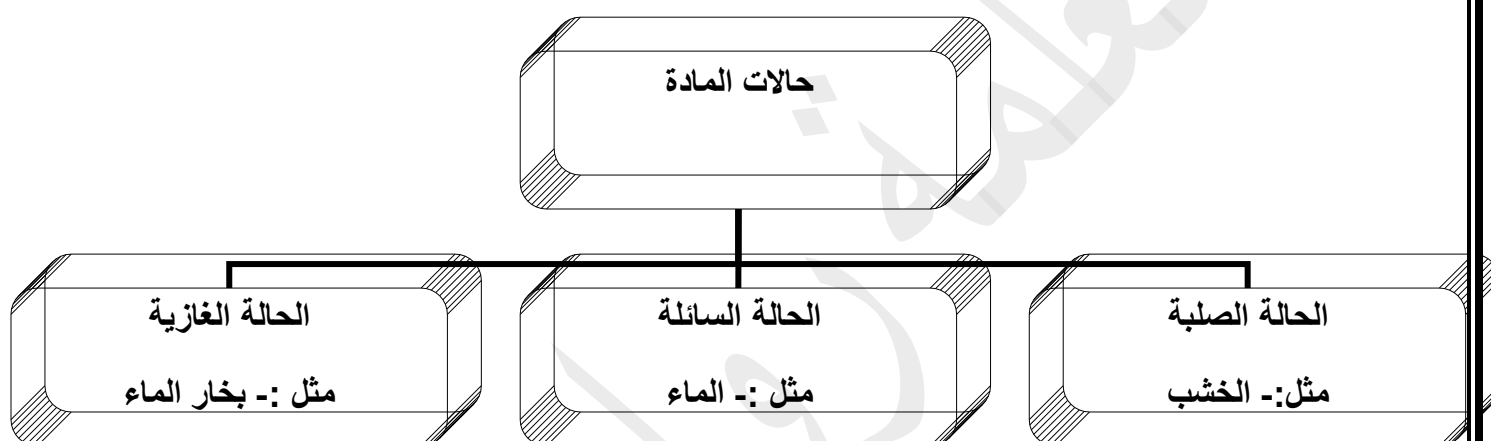 حالات المادة
الحالة الصلبة
مثل:- الخشب
الحالة السائلة
مثل :- الماء
الحالة الغازية
مثل :- بخار الماء